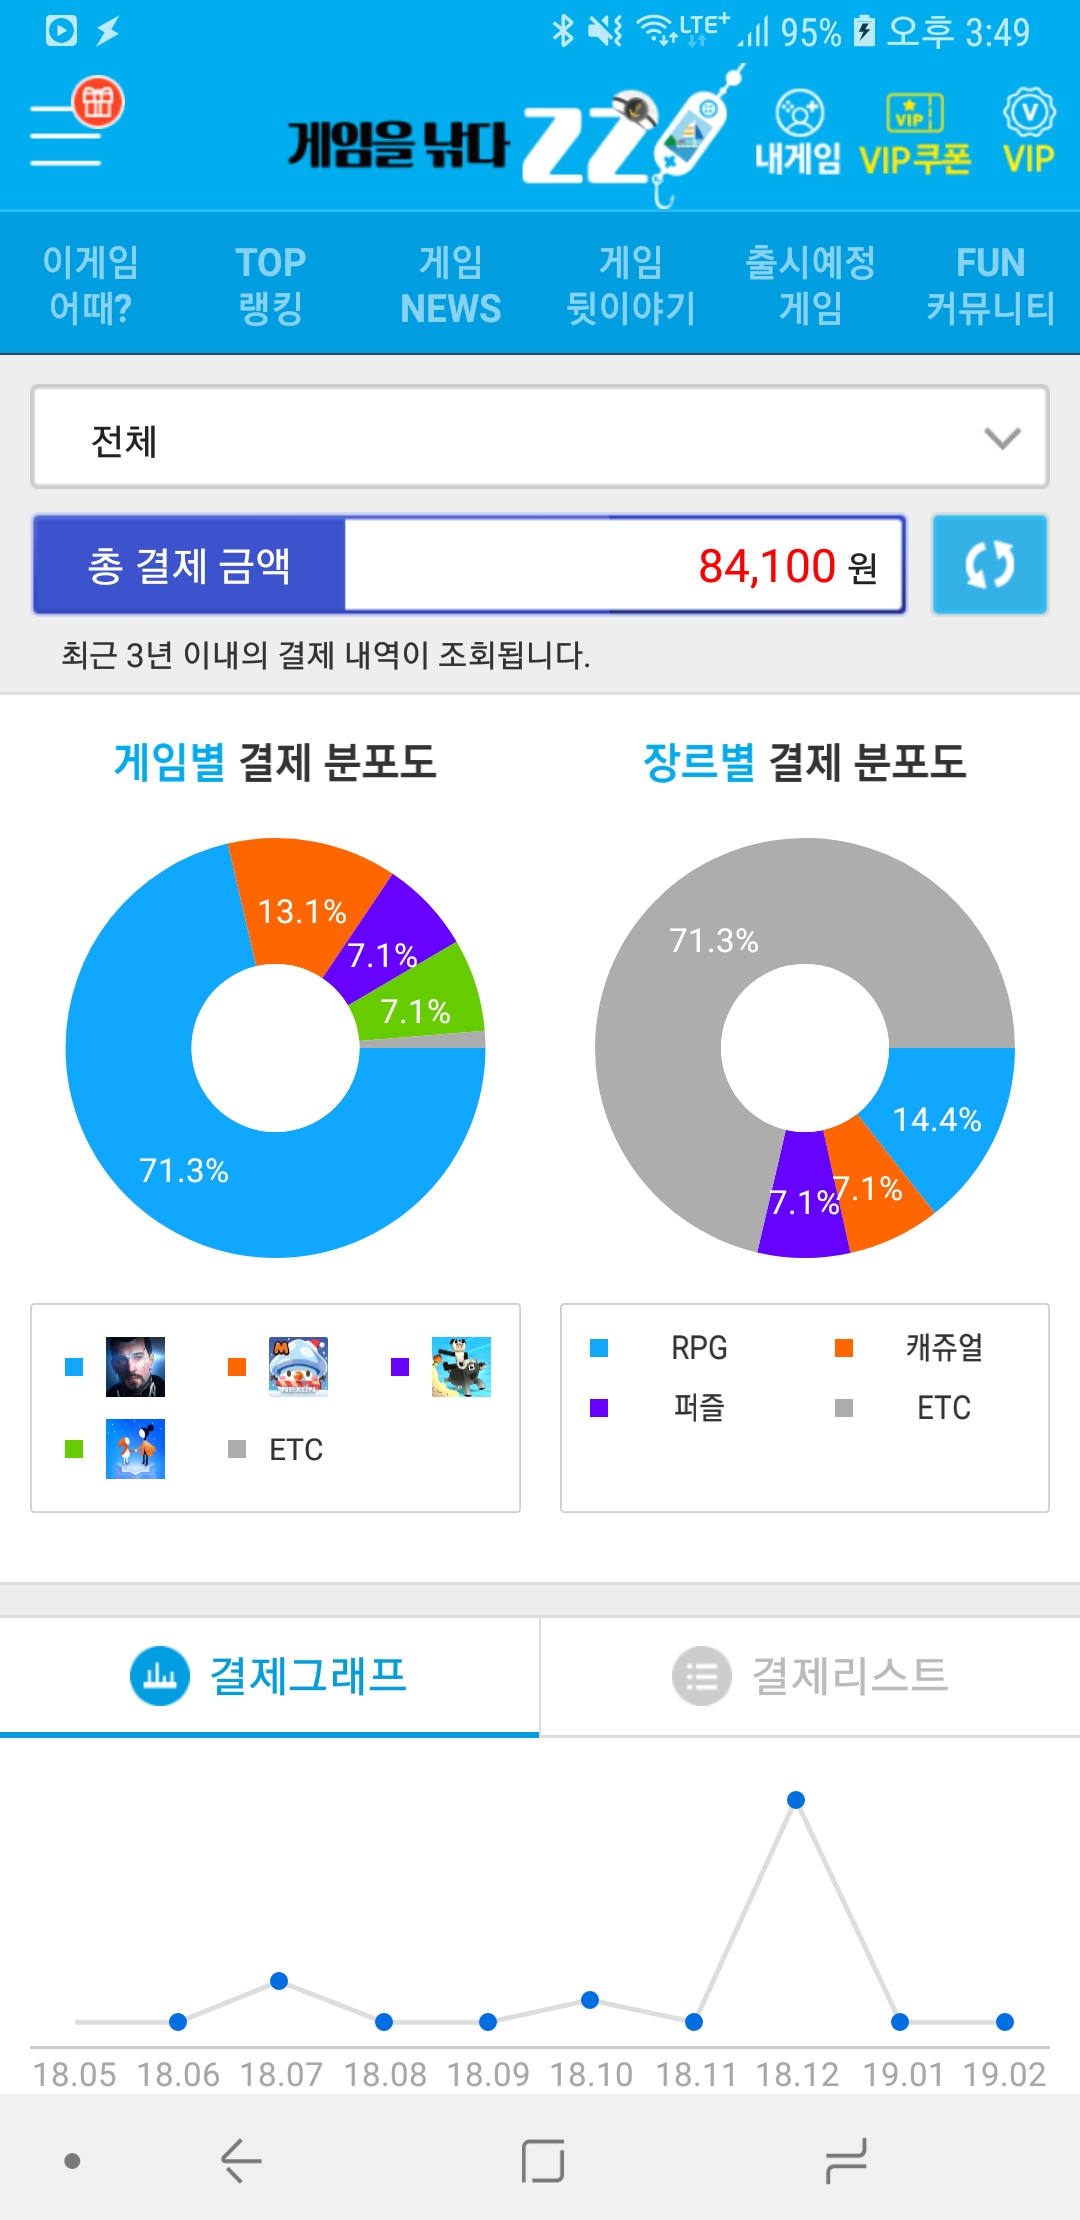 LTE+ 95% 오후 3:49
게임을 낚다 ZZ
내게임 VIP VIP쿠폰 V VIP
이게임 어때?
TOP 랭킹
게임 NEWS
게임 뒷이야기
출시예정 게임
FUN 커뮤니티
전체
총 결제 금액 84,100 원
최근 3년 이내의 결제 내역이 조회됩니다.
게임별 결제 분포도
13.1%
7.1%
7.1%
71.3%
M NEXON
ETC
장르별 결제 분포도
71.3%
14.4%
7.1%
7.1%
RPG 캐쥬얼
퍼즐 ETC
결제그래프 결제리스트
18.05 18.06 18.07 18.08 18.09 18.10 18.11 18.12 19.01 19.02